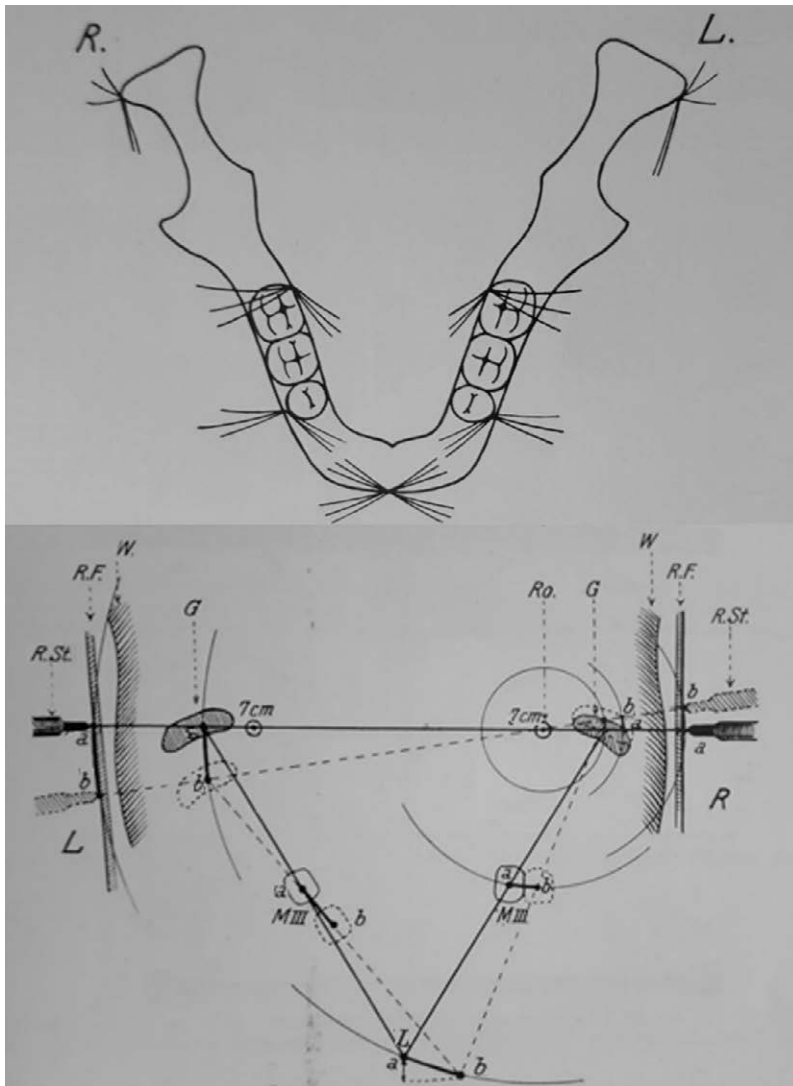 R. L.
W. W
R.F. G Ro. G R.F.
R.St. R.St.
7cm 7cm b b
a a a
b b
L R
a a b
MIII b MIII
L
a b